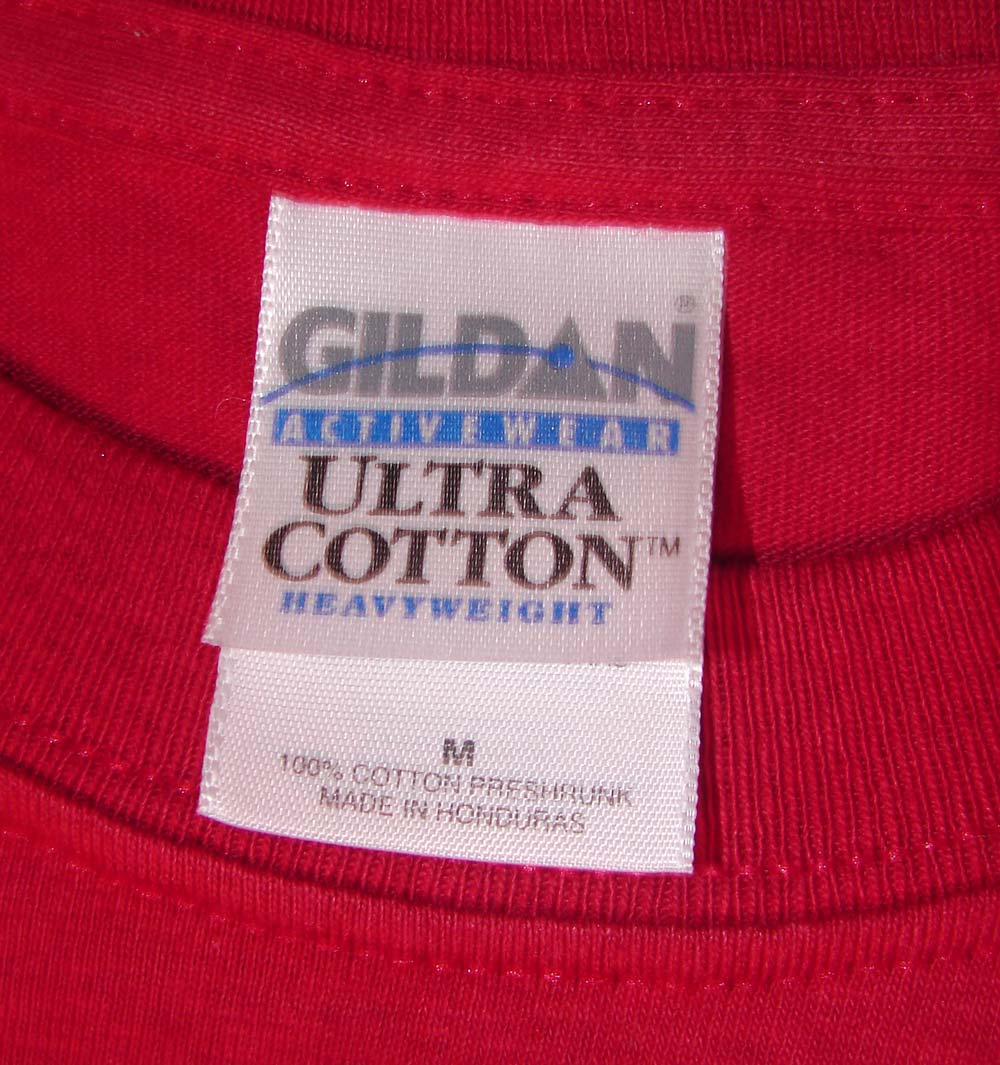 GILDAN®
ACTIVEWEAR
ULTRA
COTTON™
HEAVYWEIGHT
M
100% COTTON PRESHRUNK
MADE IN HONDURAS